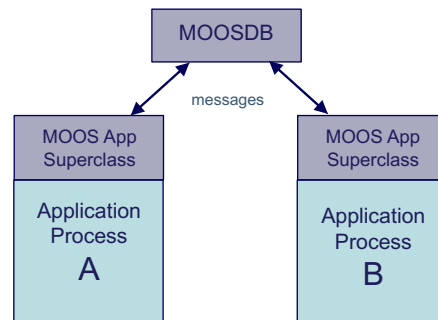 MOOSDB
messages
MOOS App
Superclass
Application
Process
A
MOOS App
Superclass
Application
Process
B